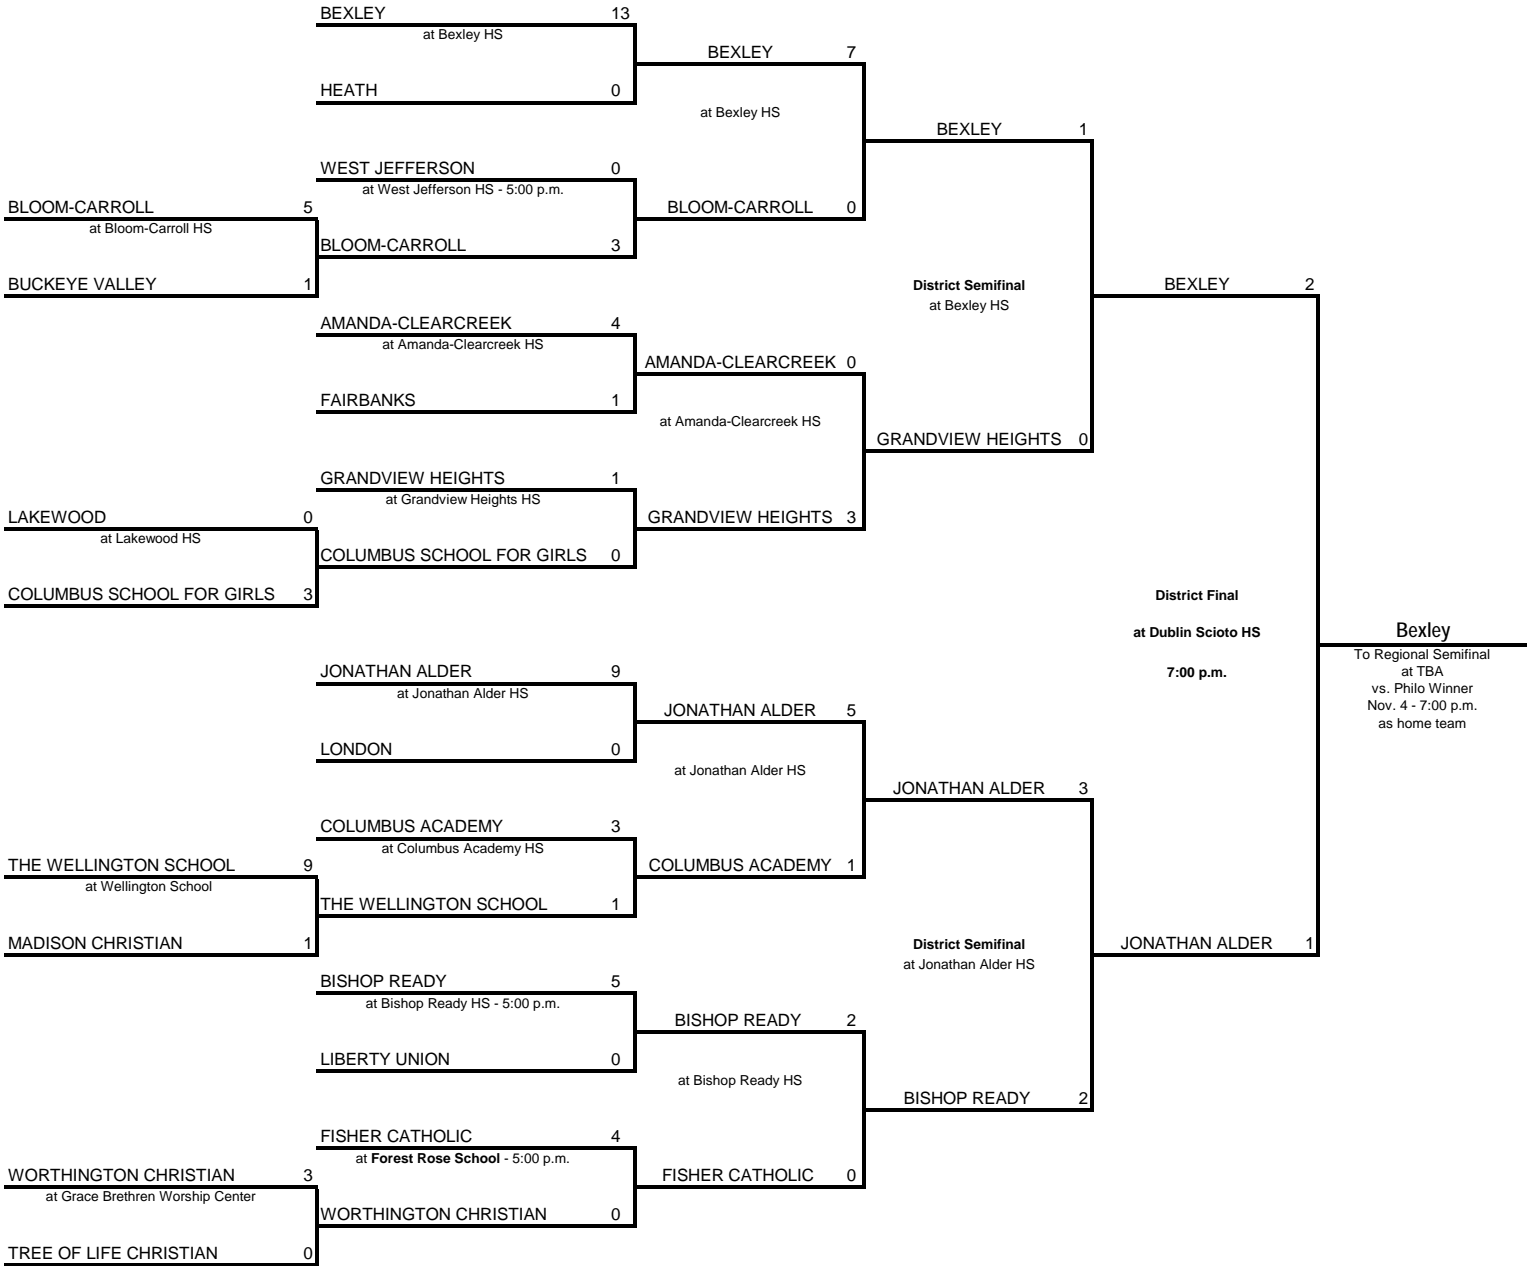 BEXLEY 13
at Bexley HS
HEATH 0
BEXLEY 7
at Bexley HS
WEST JEFFERSON 0
at West Jefferson HS - 5:00 p.m.
BLOOM-CARROLL 5
at Bloom-Carroll HS
BUCKEYE VALLEY 1
BLOOM-CARROLL 3
BLOOM-CARROLL 0
BEXLEY 1
District Semifinal
at Bexley HS
AMANDA-CLEARCREEK 4
at Amanda-Clearcreek HS
FAIRBANKS 1
AMANDA-CLEARCREEK 0
at Amanda-Clearcreek HS
GRANDVIEW HEIGHTS 1
at Grandview Heights HS
LAKEWOOD 0
at Lakewood HS
COLUMBUS SCHOOL FOR GIRLS 3
COLUMBUS SCHOOL FOR GIRLS 0
GRANDVIEW HEIGHTS 3
GRANDVIEW HEIGHTS 0
BEXLEY 2
District Final
at Dublin Scioto HS
7:00 p.m.
Bexley
To Regional Semifinal
at TBA
vs. Philo Winner
Nov. 4 - 7:00 p.m.
as home team
JONATHAN ALDER 9
at Jonathan Alder HS
LONDON 0
JONATHAN ALDER 5
at Jonathan Alder HS
COLUMBUS ACADEMY 3
at Columbus Academy HS
THE WELLINGTON SCHOOL 9
at Wellington School
MADISON CHRISTIAN 1
THE WELLINGTON SCHOOL 1
COLUMBUS ACADEMY 1
JONATHAN ALDER 3
District Semifinal
at Jonathan Alder HS
JONATHAN ALDER 1
BISHOP READY 5
at Bishop Ready HS - 5:00 p.m.
LIBERTY UNION 0
BISHOP READY 2
at Bishop Ready HS
BISHOP READY 2
FISHER CATHOLIC 4
at Forest Rose School - 5:00 p.m.
WORTHINGTON CHRISTIAN 3
at Grace Brethren Worship Center
TREE OF LIFE CHRISTIAN 0
WORTHINGTON CHRISTIAN 0
FISHER CATHOLIC 0